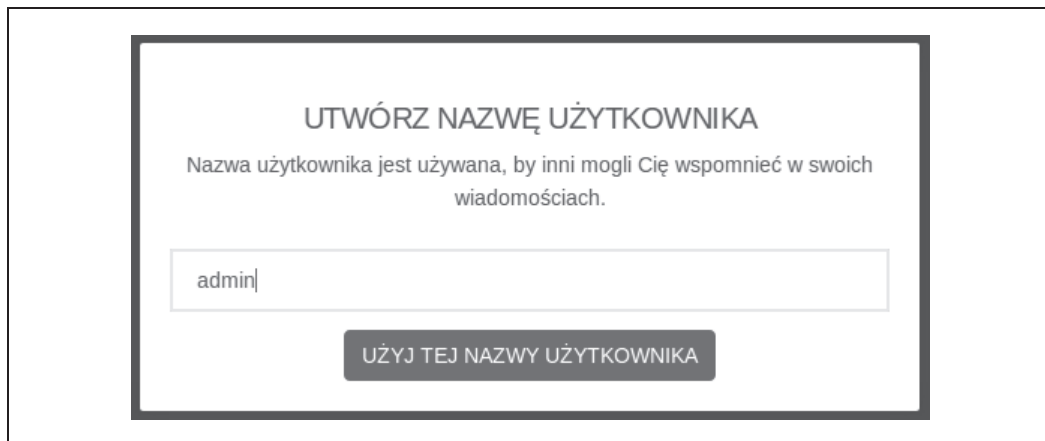 UTWÓRZ NAZWĘ UŻYTKOWNIKA
Nazwa użytkownika jest używana, by inni mogli Cię wspomnieć w swoich
wiadomościach.
admin
UŻYJ TEJ NAZWY UŻYTKOWNIKA